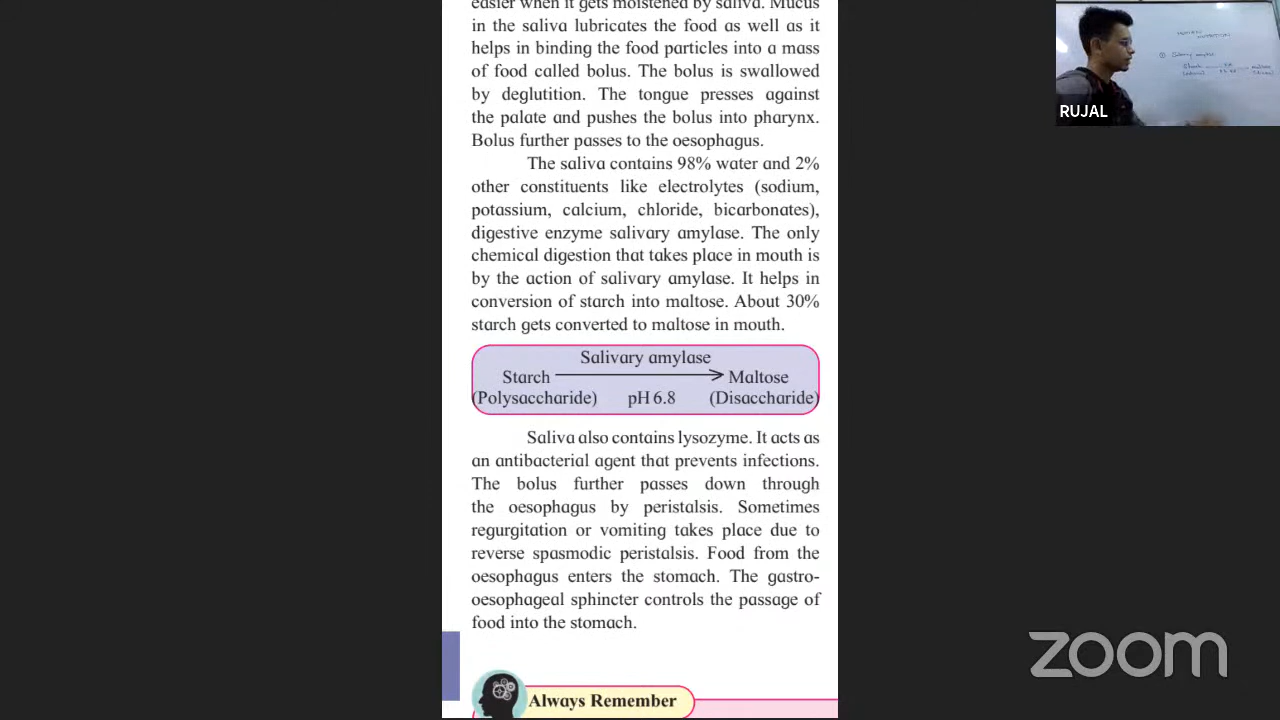 easier when it gets moistened by saliva. Mucus
in the saliva lubricates the food as well as it
helps in binding the food particles into a mass
of food called bolus. The bolus is swallowed
by deglutition. The tongue presses against
the palate and pushes the bolus into pharynx.
Bolus further passes to the oesophagus.
The saliva contains 98% water and 2%
other constituents like electrolytes (sodium,
potassium, calcium, chloride, bicarbonates),
digestive enzyme salivary amylase. The only
chemical digestion that takes place in mouth is
by the action of salivary amylase. It helps in
conversion of starch into maltose. About 30%
starch gets converted to maltose in mouth.
Salivary amylase
Starch Maltose
(Polysaccharide) pH 6.8 (Disaccharide)
Saliva also contains lysozyme. It acts as
an antibacterial agent that prevents infections.
The bolus further passes down through
the oesophagus by peristalsis. Sometimes
regurgitation or vomiting takes place due to
reverse spasmodic peristalsis. Food from the
oesophagus enters the stomach. The gastro-
oesophageal sphincter controls the passage of
food into the stomach.
Always Remember
RUJAL
zoom